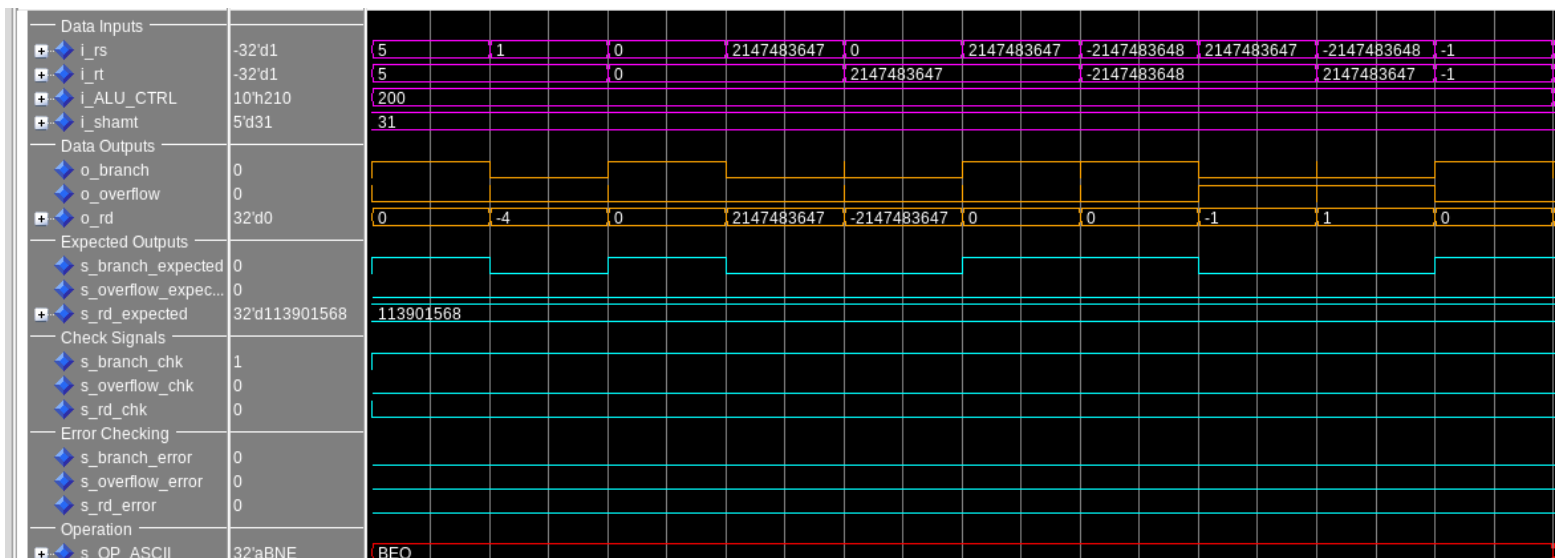 Data Inputs
i_rs -32'd1 5 1 0 2147483647 0 2147483647 -2147483648 2147483647 -2147483648 -1
i_rt -32'd1 5 0 2147483647 -2147483648 2147483647 -1
i_ALU_CTRL 10'h210 200
i_shamt 5'd31 31
Data Outputs
o_branch 0
o_overflow 0
o_rd 32'd0 0 -4 0 2147483647 -2147483647 0 0 -1 1 0
Expected Outputs
s_branch_expected 0
s_overflow_expec... 0
s_rd_expected 32'd113901568 113901568
Check Signals
s_branch_chk 1
s_overflow_chk 0
s_rd_chk 0
Error Checking
s_branch_error 0
s_overflow_error 0
s_rd_error 0
Operation
s_OP_ASCII 32'aBNE BEQ